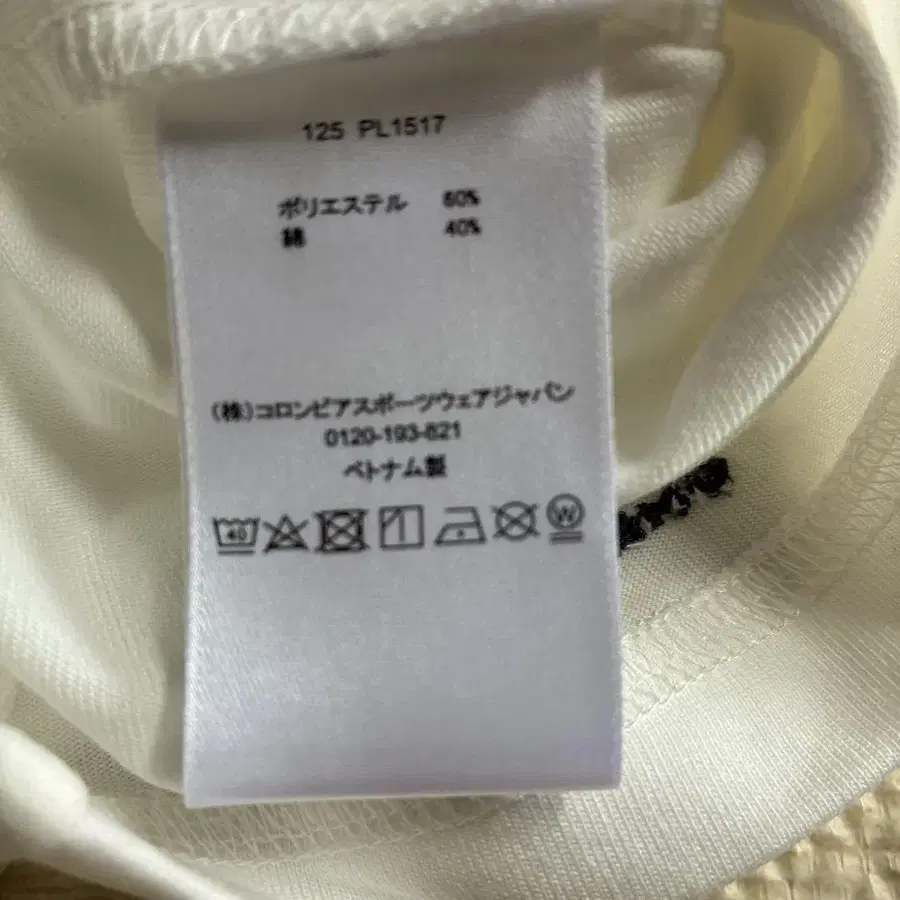 125 PL1517
ポリエステル 60%
綿 40%
(株)コロンビアスポーツウェアジャパン
0120-193-821
ベトナム製
40 W